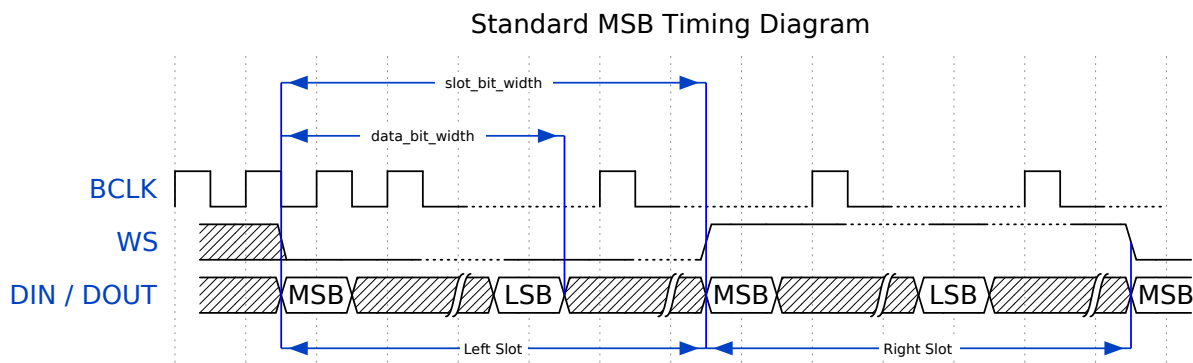 Standard MSB Timing Diagram
slot_bit_width
data_bit_width
BCLK
WS
DIN / DOUT
MSB
LSB
MSB
LSB
MSB
Left Slot
Right Slot